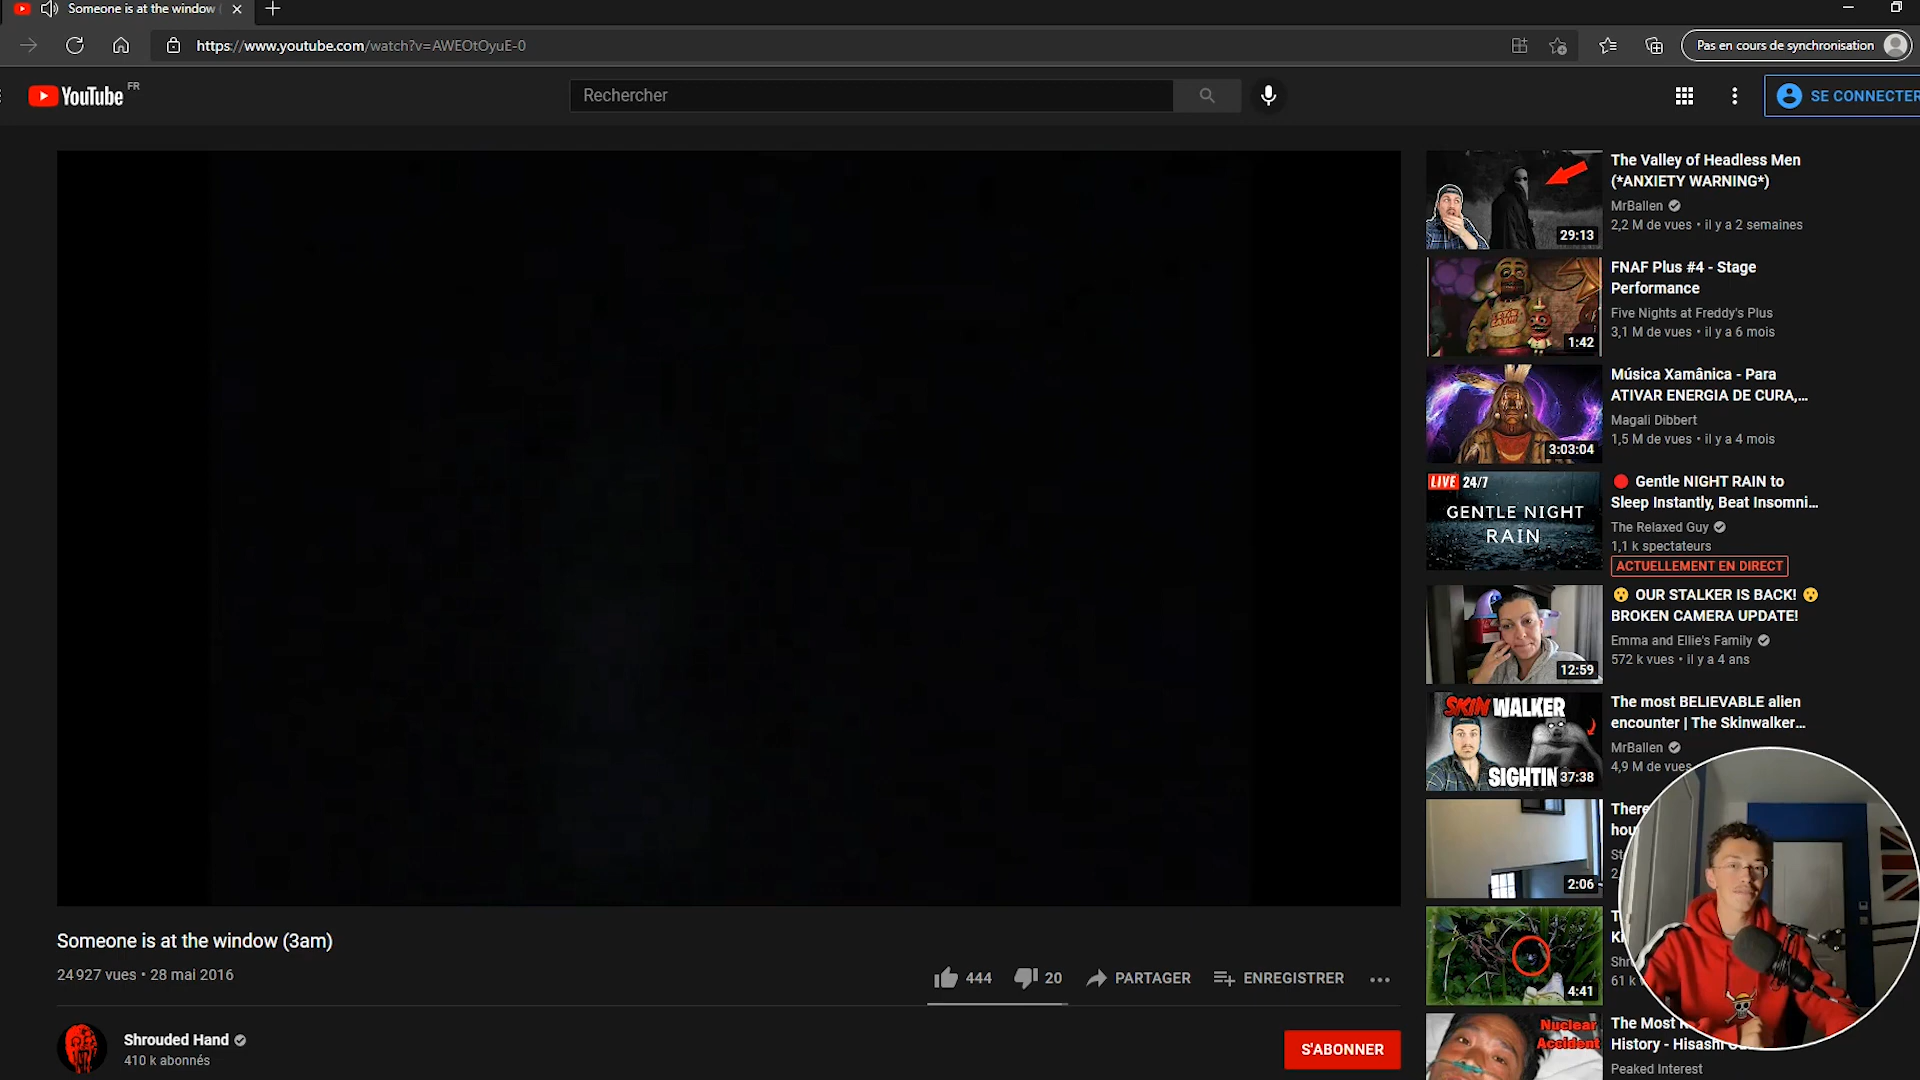 Someone is at the window
https://www.youtube.com/watch?v=AWEOtOyuE-0
Pas en cours de synchronisation
YouTube FR
Rechercher
SE CONNECTER
The Valley of Headless Men
(*ANXIETY WARNING*)
MrBallen
2,2 M de vues • il y a 2 semaines
29:13
FNAF Plus #4 - Stage
Performance
Five Nights at Freddy's Plus
3,1 M de vues • il y a 6 mois
1:42
Música Xamânica - Para
ATIVAR ENERGIA DE CURA,...
Magali Dibbert
1,5 M de vues • il y a 4 mois
3:03:04
LIVE 24/7
GENTLE NIGHT
RAIN
Gentle NIGHT RAIN to
Sleep Instantly, Beat Insomni...
The Relaxed Guy
1,1 k spectateurs
ACTUELLEMENT EN DIRECT
OUR STALKER IS BACK!
BROKEN CAMERA UPDATE!
Emma and Ellie's Family
572 k vues • il y a 4 ans
12:59
SKIN WALKER
SIGHTIN
37:38
The most BELIEVABLE alien
encounter | The Skinwalker...
MrBallen
4,9 M de vues
There
2:06
4:41
61 k
Nuclear
Accident
The Most
History - Hisashi
Peaked Interest
Someone is at the window (3am)
24 927 vues • 28 mai 2016
444
20
PARTAGER
ENREGISTRER
Shrouded Hand
410 k abonnés
S'ABONNER